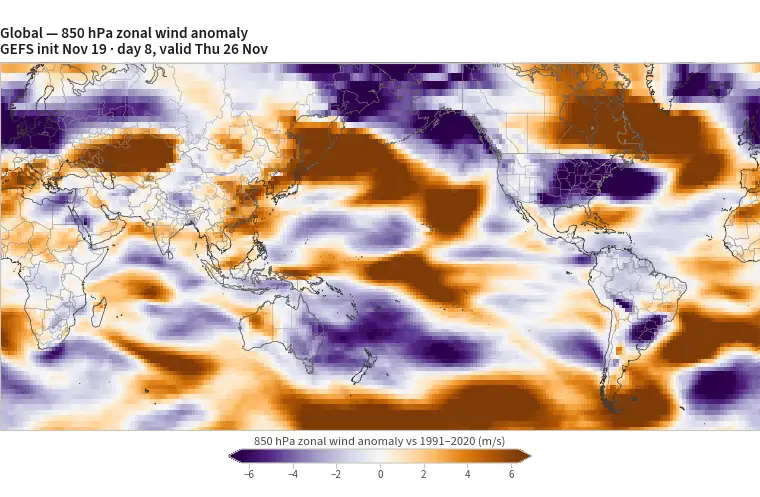 Global — 850 hPa zonal wind anomaly
GEFS init Nov 19 · day 8, valid Thu 26 Nov
850 hPa zonal wind anomaly vs 1991–2020 (m/s)
−6 −4 −2 0 2 4 6